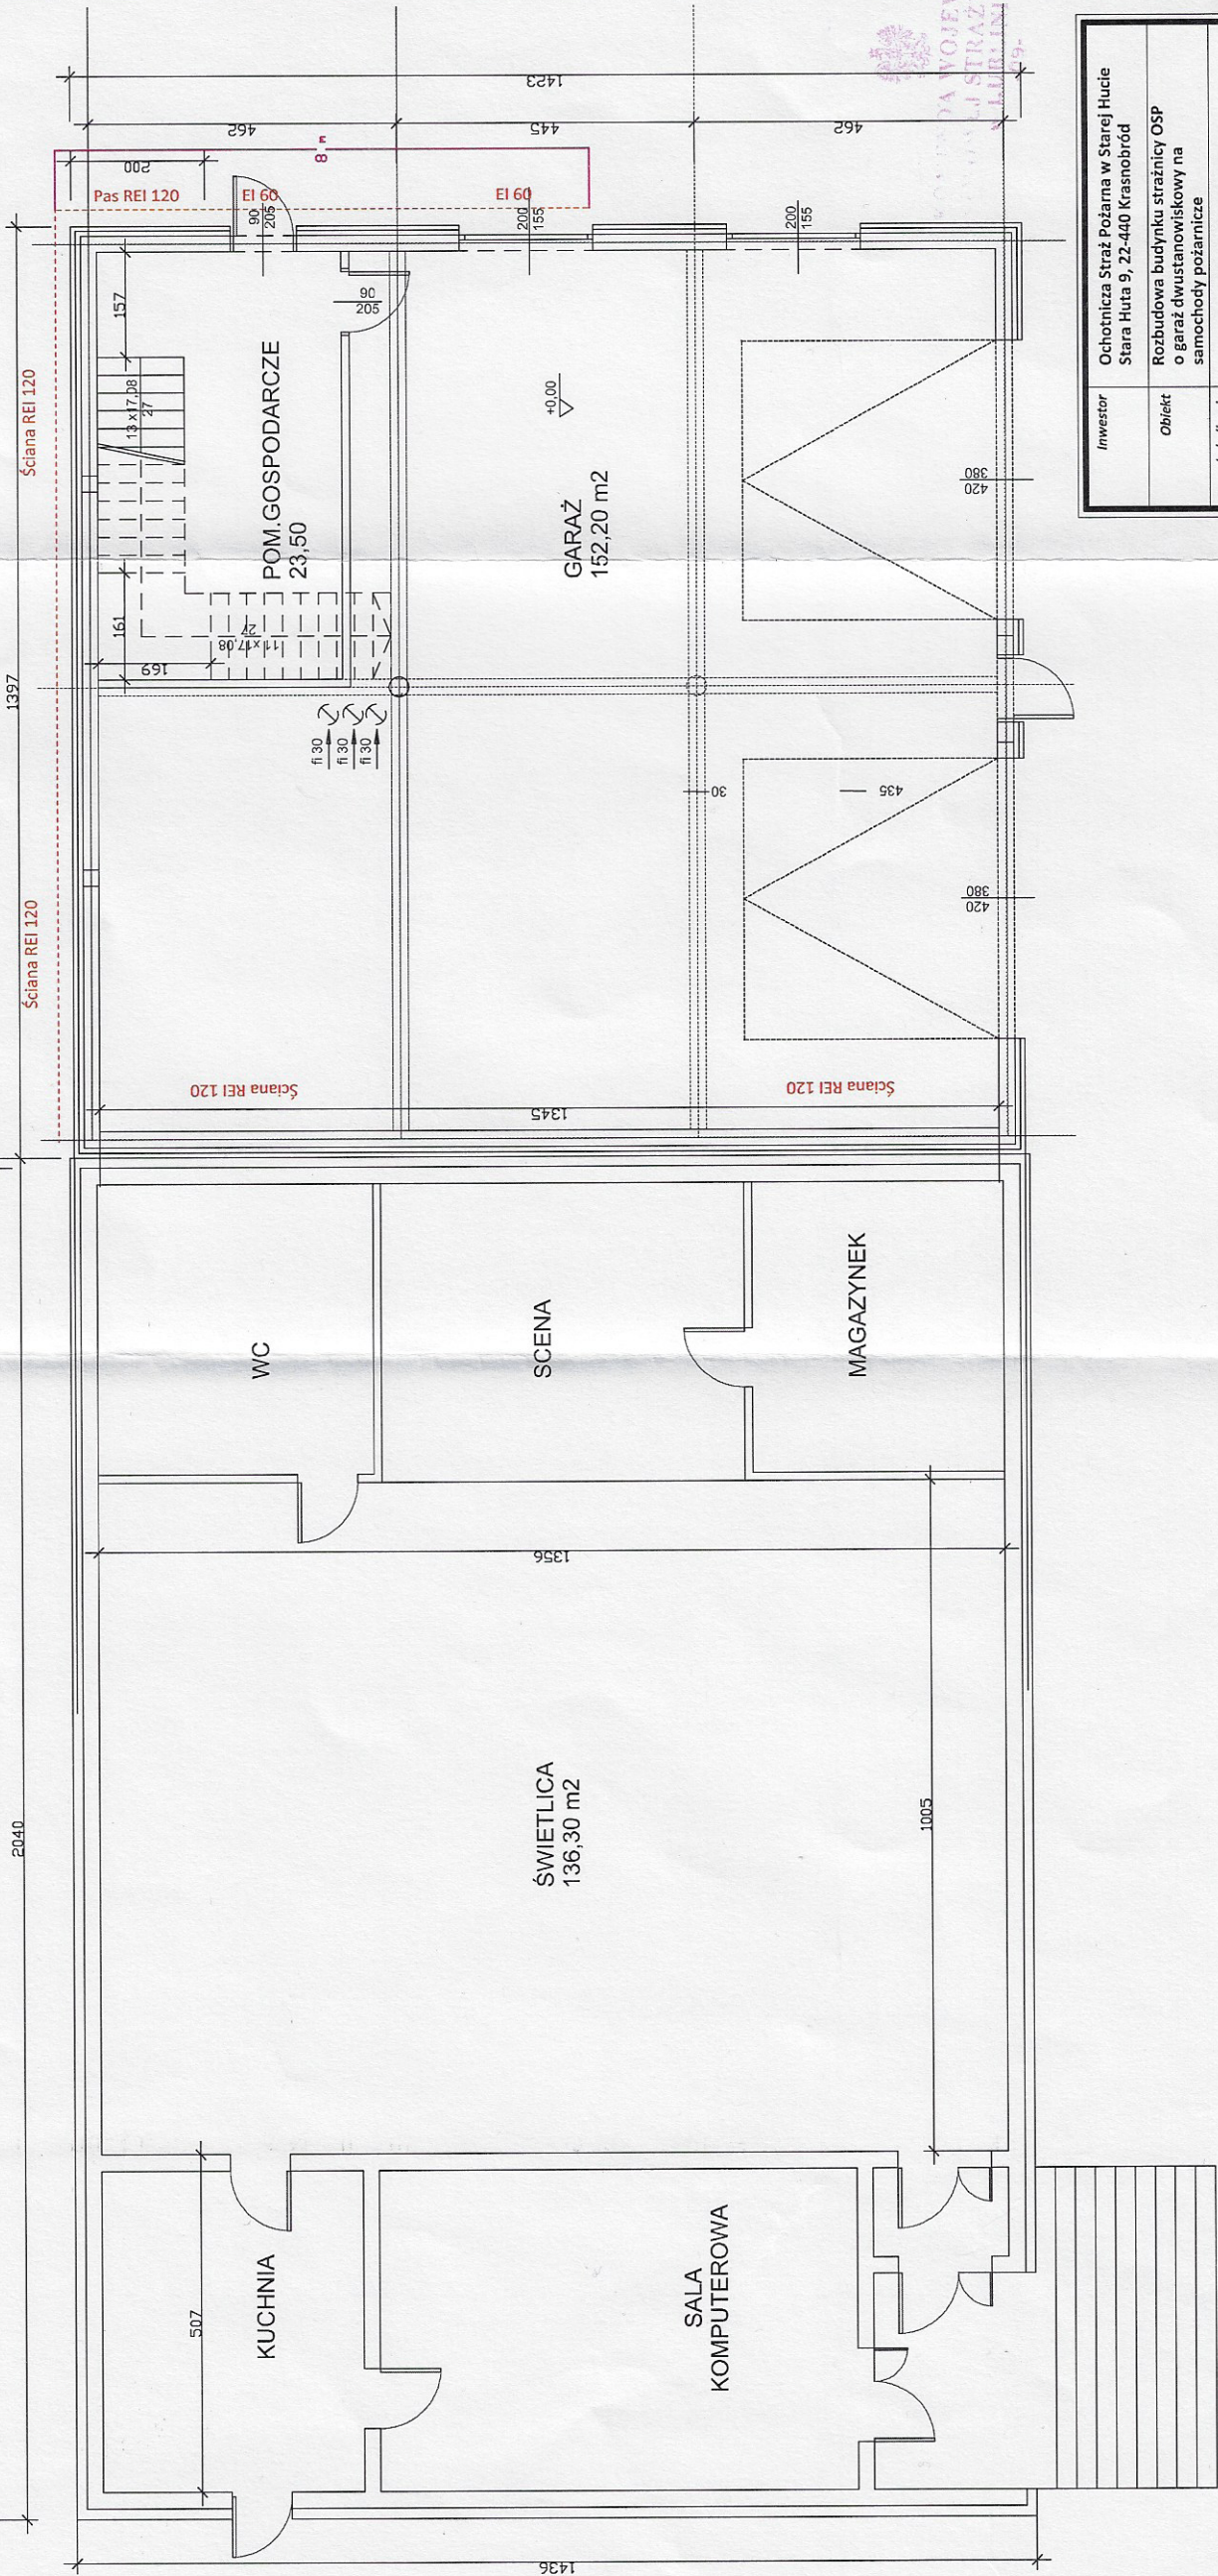 1423
462
445
462
200
8 m
Pas REI 120
EI 60
EI 60
90
205
200
155
200
155
90
205
157
13 x17,08
27
POM.GOSPODARCZE
23,50
161
11 x17,08
27
169
Ściana REI 120
Ściana REI 120
1397
+0,00
GARAŻ
152,20 m2
fi 30
fi 30
fi 30
30
435
380
420
380
420
Ściana REI 120
Ściana REI 120
1345
WC
SCENA
MAGAZYNEK
1356
2040
ŚWIETLICA
136,30 m2
1005
507
KUCHNIA
SALA
KOMPUTEROWA
1436
Inwestor
Ochotnicza Straż Pożarna w Starej Hucie
Stara Huta 9, 22-440 Krasnobród
Obiekt
Rozbudowa budynku strażnicy OSP
o garaż dwustanowiskowy na
samochody pożarnicze